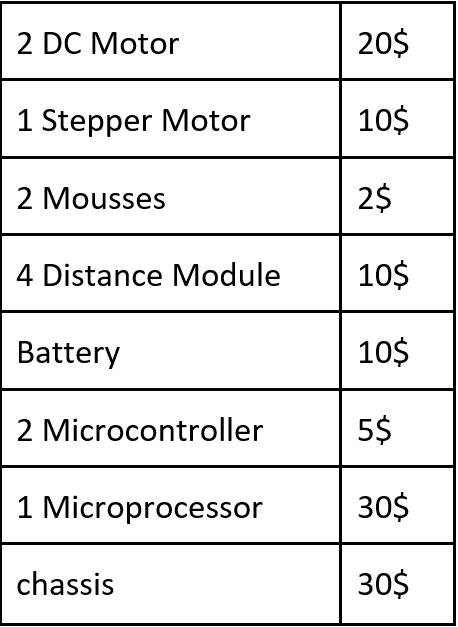 2 DC Motor 20$
1 Stepper Motor 10$
2 Mousses 2$
4 Distance Module 10$
Battery 10$
2 Microcontroller 5$
1 Microprocessor 30$
chassis 30$